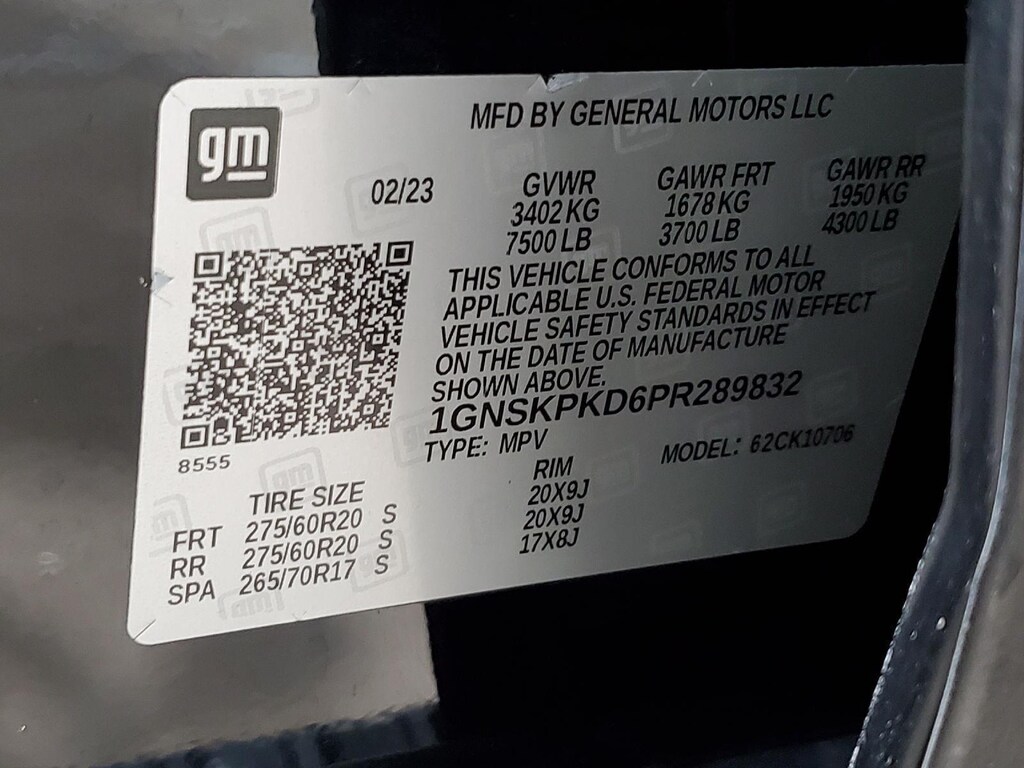 gm
MFD BY GENERAL MOTORS LLC
02/23
GVWR
3402 KG
7500 LB
GAWR FRT
1678 KG
3700 LB
GAWR RR
1950 KG
4300 LB
THIS VEHICLE CONFORMS TO ALL
APPLICABLE U.S. FEDERAL MOTOR
VEHICLE SAFETY STANDARDS IN EFFECT
ON THE DATE OF MANUFACTURE
SHOWN ABOVE.
1GNSKPKD6PR289832
TYPE: MPV
MODEL: 62CK10706
8555
TIRE SIZE RIM
FRT 275/60R20 S 20X9J
RR 275/60R20 S 20X9J
SPA 265/70R17 S 17X8J